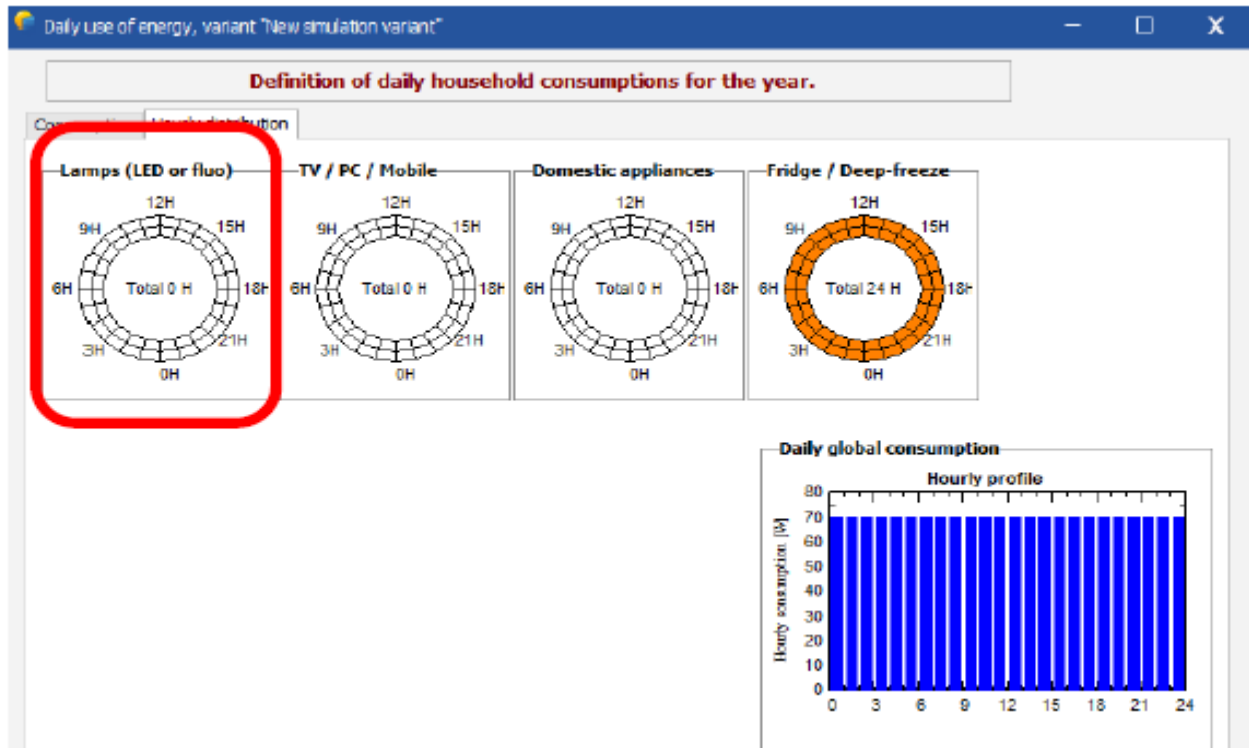 Daily use of energy, variant "New simulation variant"
Definition of daily household consumptions for the year.
distribution
Lamps (LED or fluo)
12H
9H
15H
6H
Total 0 H
18H
3H
21H
0H
TV / PC / Mobile
12H
9H
15H
6H
Total 0 H
18H
3H
21H
0H
Domestic appliances
12H
9H
15H
6H
Total 0 H
18H
3H
21H
0H
Fridge / Deep-freeze
12H
9H
15H
6H
Total 24 H
18H
3H
21H
0H
Daily global consumption
Hourly profile
Hourly consumption [W]
80
70
60
50
40
30
20
10
0
0 3 6 9 12 15 18 21 24